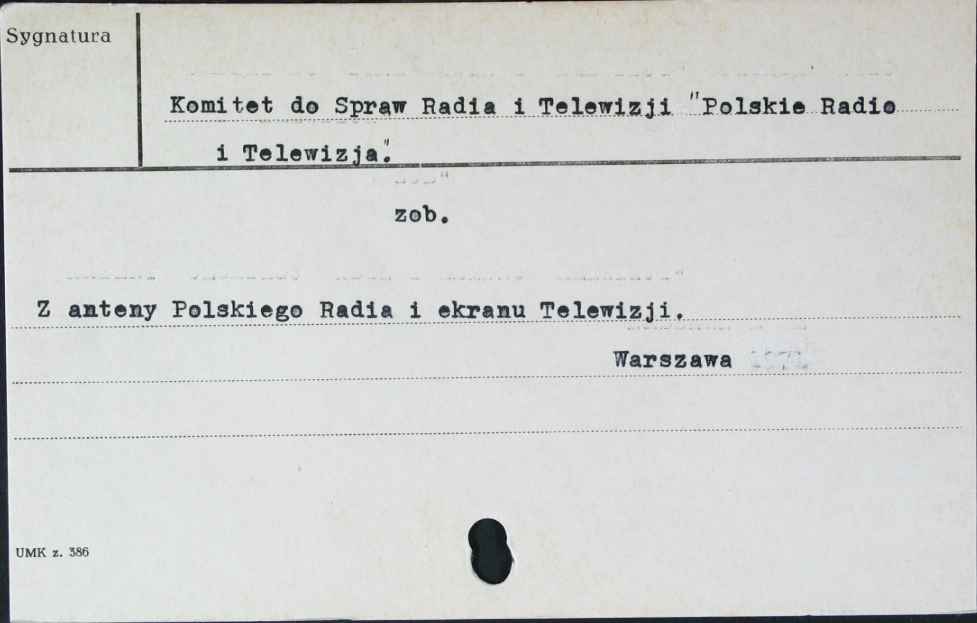 Sygnatura
Komitet do Spraw Radia i Telewizji "Polskie Radio
i Telewizja".
zob.
Z anteny Polskiego Radia i ekranu Telewizji.
Warszawa
UMK z. 386